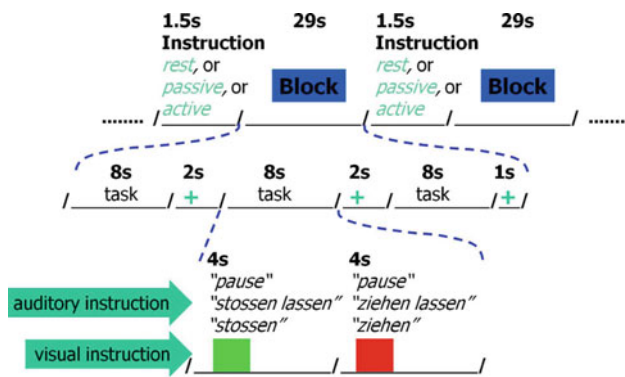 1.5s 29s 1.5s 29s
Instruction Instruction
rest, or rest, or
passive, or Block passive, or Block
active active
........ / / / / / .......
8s 2s 8s 2s 8s 1s
/ task / + / task / + / task / + /
4s 4s
"pause" "pause"
auditory instruction "stossen lassen" "ziehen lassen"
"stossen" "ziehen"
visual instruction
/ / /